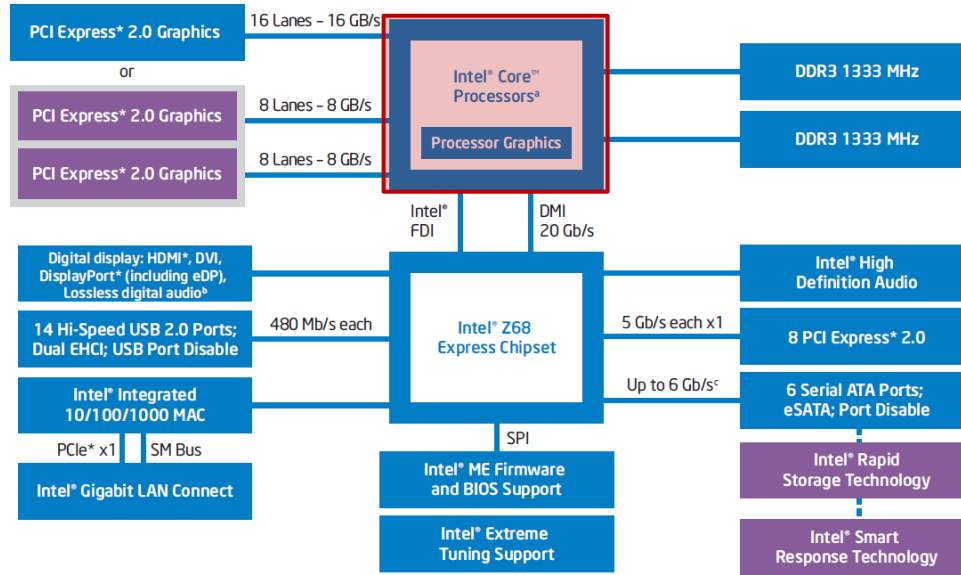 PCI Express* 2.0 Graphics
16 Lanes – 16 GB/s
or
PCI Express* 2.0 Graphics
8 Lanes – 8 GB/s
PCI Express* 2.0 Graphics
8 Lanes – 8 GB/s
Intel® Core™
Processorsᵃ
Processor Graphics
DDR3 1333 MHz
DDR3 1333 MHz
Intel®
FDI
DMI
20 Gb/s
Digital display: HDMI*, DVI,
DisplayPort* (including eDP),
Lossless digital audioᵇ
14 Hi-Speed USB 2.0 Ports;
Dual EHCI; USB Port Disable
480 Mb/s each
Intel® Integrated
10/100/1000 MAC
PCIe* x1
SM Bus
Intel® Gigabit LAN Connect
Intel® Z68
Express Chipset
SPI
Intel® ME Firmware
and BIOS Support
Intel® Extreme
Tuning Support
Intel® High
Definition Audio
5 Gb/s each x1
8 PCI Express* 2.0
Up to 6 Gb/sᶜ
6 Serial ATA Ports;
eSATA; Port Disable
Intel® Rapid
Storage Technology
Intel® Smart
Response Technology